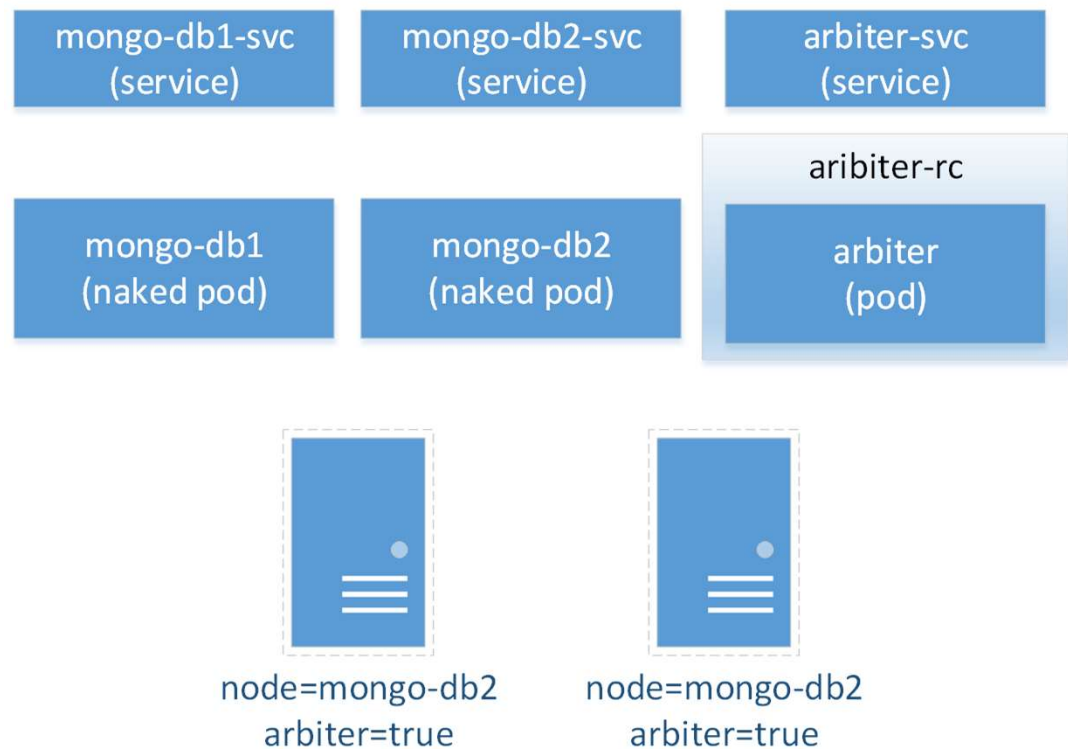 mongo-db1-svc
(service)
mongo-db2-svc
(service)
arbiter-svc
(service)
aribiter-rc
mongo-db1
(naked pod)
mongo-db2
(naked pod)
arbiter
(pod)
node=mongo-db2
arbiter=true
node=mongo-db2
arbiter=true